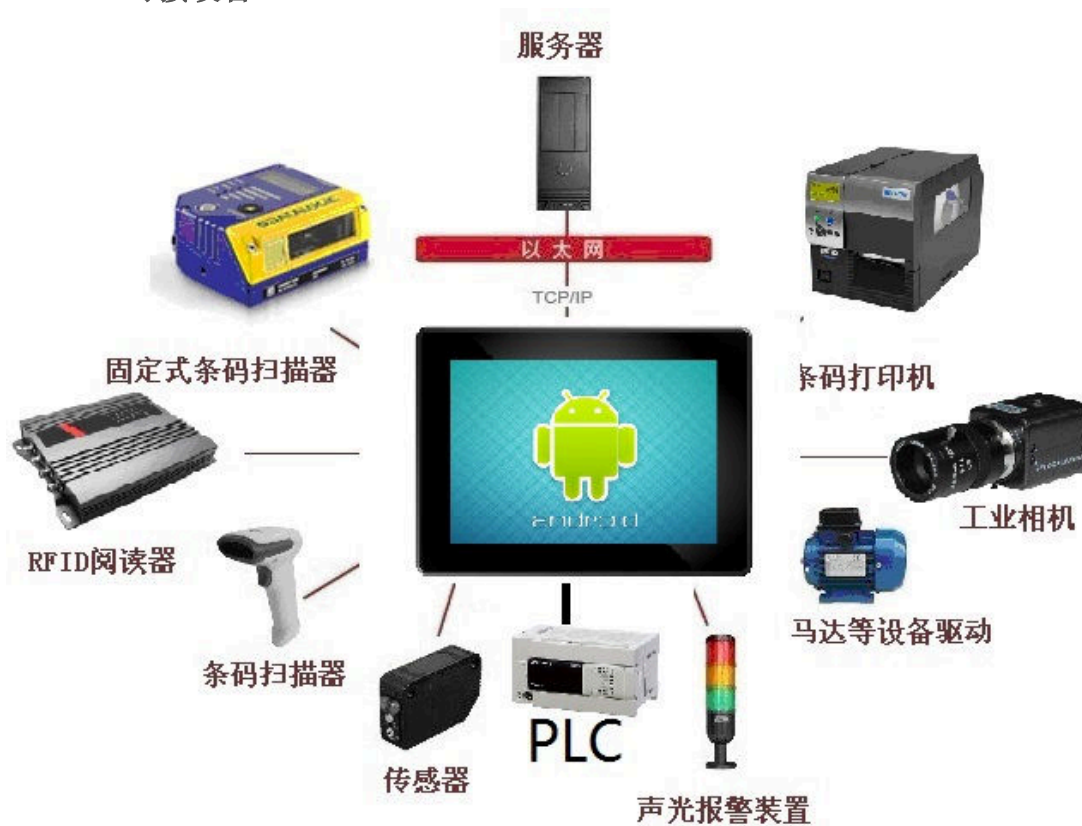 服务器
DATALOGIC
以太网
TCP/IP
固定式条码扫描器
条码打印机
android
工业相机
RFID阅读器
马达等设备驱动
条码扫描器
PLC
传感器
声光报警装置